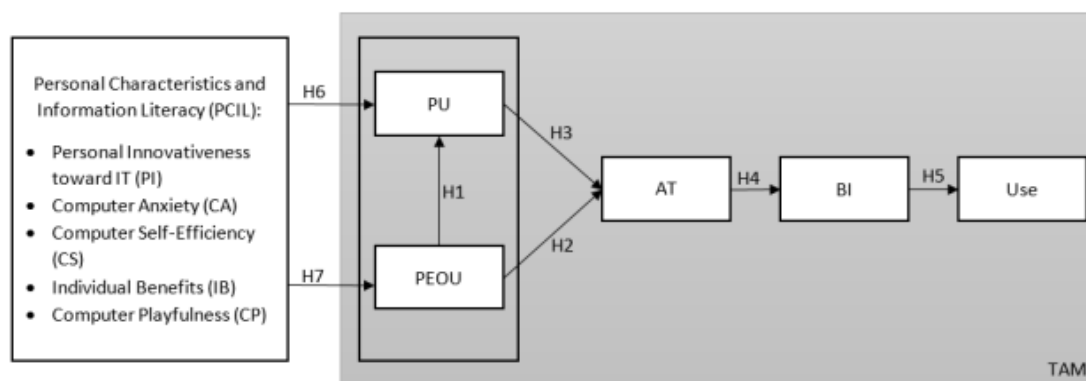 Personal Characteristics and
Information Literacy (PCIL):
• Personal Innovativeness
toward IT (PI)
• Computer Anxiety (CA)
• Computer Self-Efficiency
(CS)
• Individual Benefits (IB)
• Computer Playfulness (CP)
H6
H7
PU
H1
PEOU
H3
H2
AT
H4
BI
H5
Use
TAM